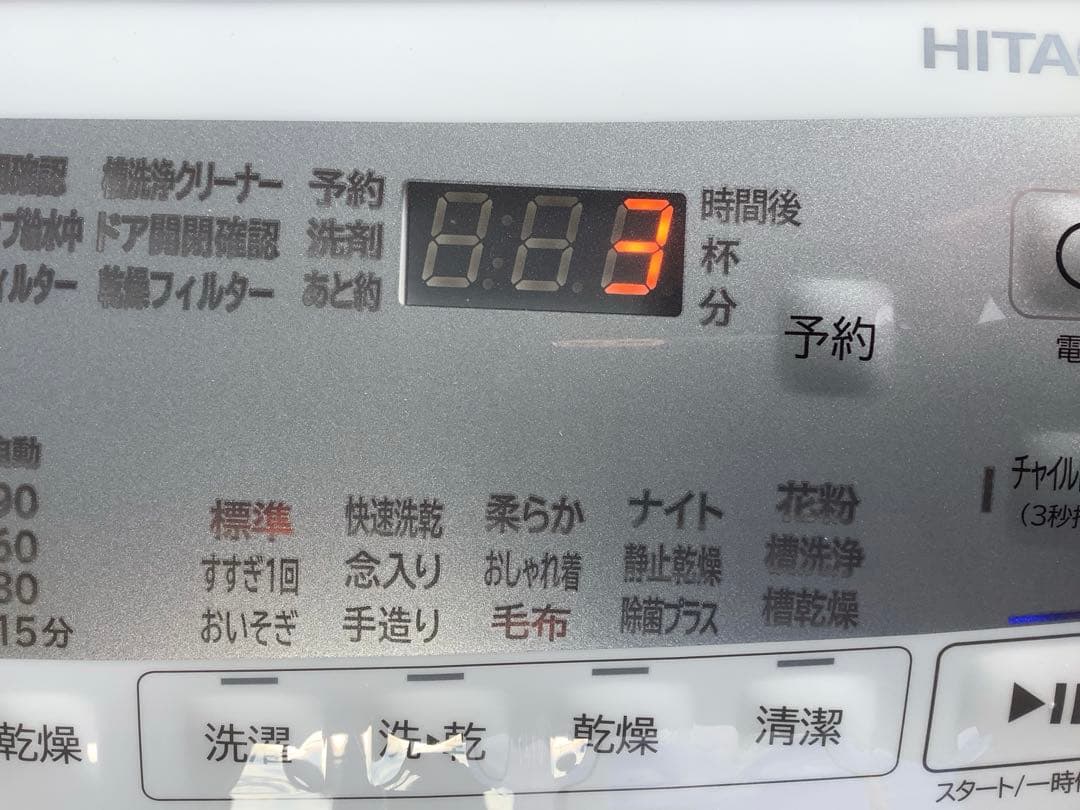 HITAC
確認 槽洗浄クリーナー 予約
プ給水中 ドア開閉確認 洗剤
ィルター 乾燥フィルター あと約
3
時間後
杯
分
予約
電
自動
90
60
30
15分
標準 快速洗乾 柔らか ナイト 花粉
すすぎ1回 念入り おしゃれ着 静止乾燥 槽洗浄
おいそぎ 手造り 毛布 除菌プラス 槽乾燥
チャイル
(3秒押
乾燥 洗濯 洗▸乾 乾燥 清潔
スタート/一時停